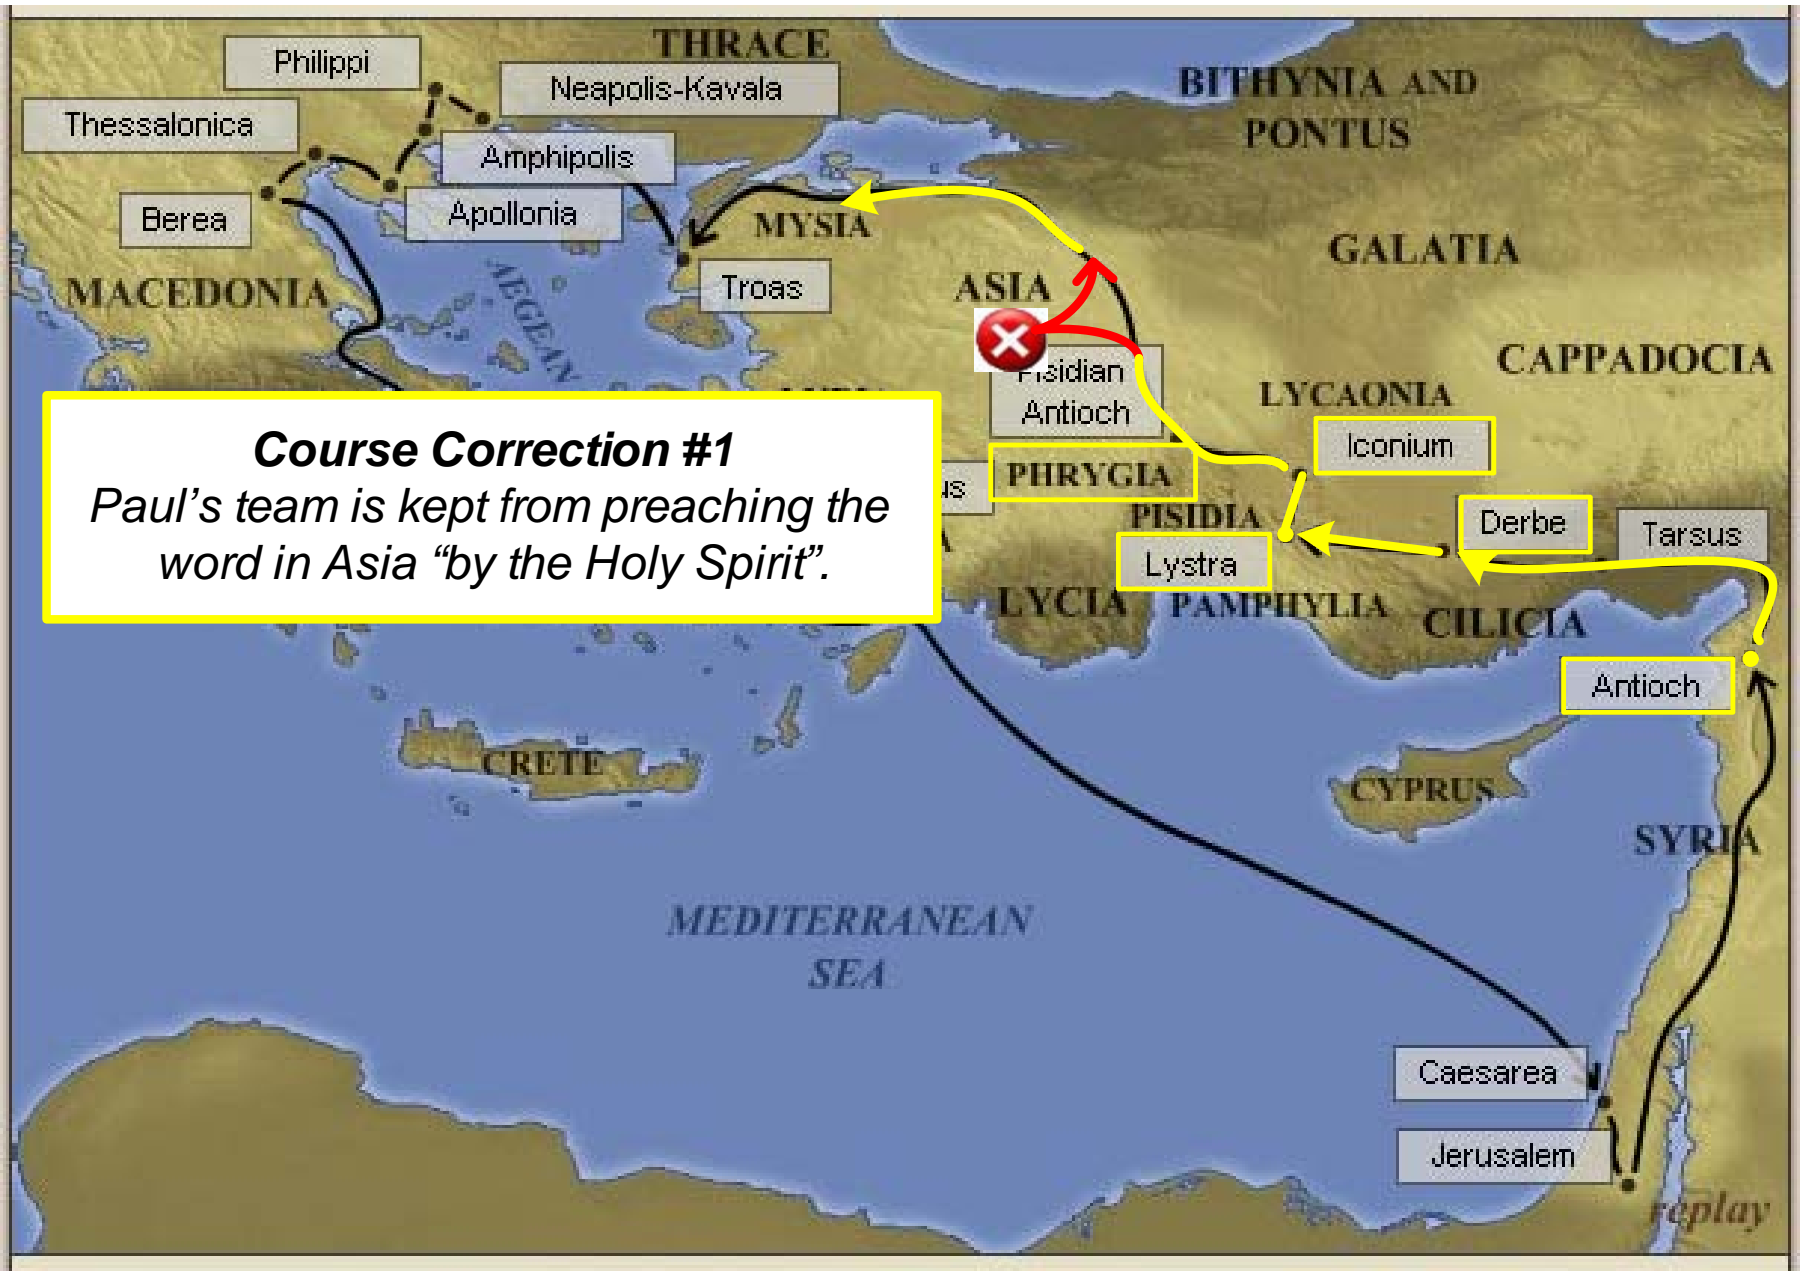 THRACE
Philippi
Neapolis-Kavala
BITHYNIA AND
PONTUS
Thessalonica
Amphipolis
Berea
Apollonia
MYSIA
GALATIA
MACEDONIA
AEGEAN
Troas
ASIA
CAPPADOCIA
Pisidian
Antioch
LYCAONIA
Iconium
Course Correction #1
Paul’s team is kept from preaching the
word in Asia “by the Holy Spirit”.
PHRYGIA
PISIDIA
Derbe
Tarsus
Lystra
LYCIA
PAMPHYLIA
CILICIA
Antioch
CRETE
CYPRUS
SYRIA
MEDITERRANEAN
SEA
Caesarea
Jerusalem
replay